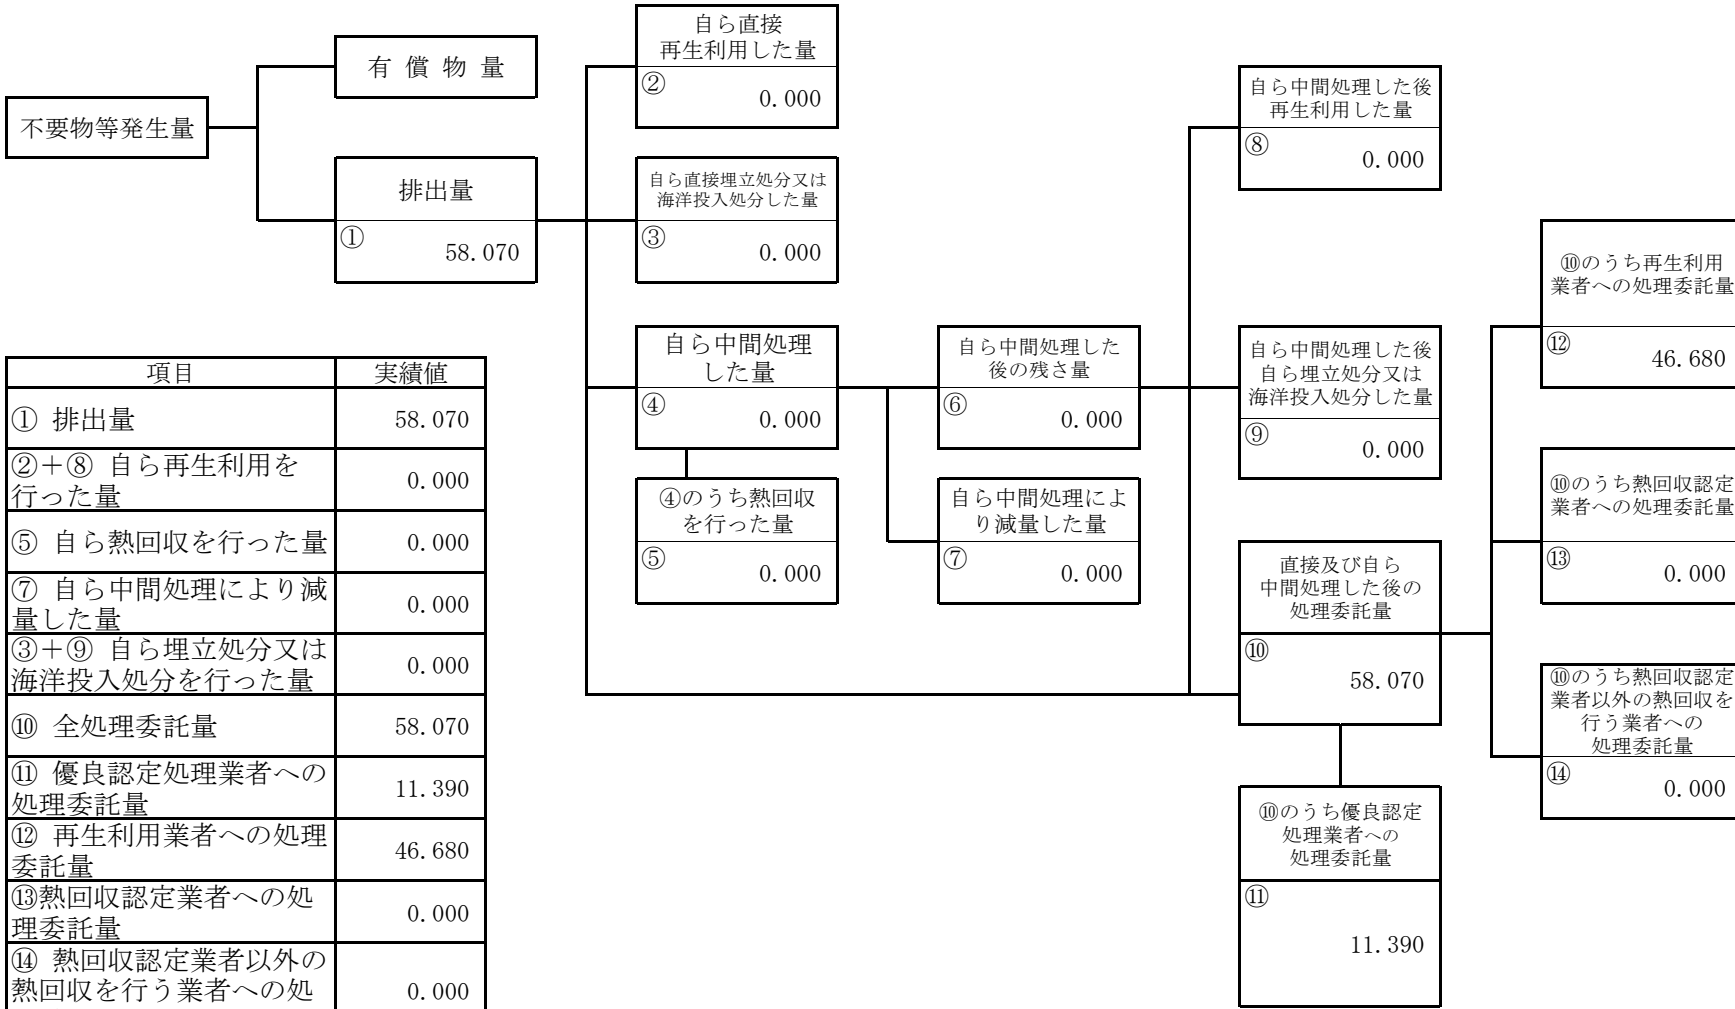 不要物等発生量
有 償 物 量
排出量
①
58.070
自ら直接
再生利用した量
②
0.000
自ら直接埋立処分又は
海洋投入処分した量
③
0.000
自ら中間処理
した量
④
0.000
④のうち熱回収
を行った量
⑤
0.000
自ら中間処理した
後の残さ量
⑥
0.000
自ら中間処理によ
り減量した量
⑦
0.000
自ら中間処理した後
再生利用した量
⑧
0.000
自ら中間処理した後
自ら埋立処分又は
海洋投入処分した量
⑨
0.000
直接及び自ら
中間処理した後の
処理委託量
⑩
58.070
⑩のうち優良認定
処理業者への
処理委託量
⑪
11.390
⑩のうち再生利用
業者への処理委託量
⑫
46.680
⑩のうち熱回収認定
業者への処理委託量
⑬
0.000
⑩のうち熱回収認定
業者以外の熱回収を
行う業者への
処理委託量
⑭
0.000
項目 実績値
① 排出量 58.070
②＋⑧ 自ら再生利用を
行った量 0.000
⑤ 自ら熱回収を行った量 0.000
⑦ 自ら中間処理により減
量した量 0.000
③＋⑨ 自ら埋立処分又は
海洋投入処分を行った量 0.000
⑩ 全処理委託量 58.070
⑪ 優良認定処理業者への
処理委託量 11.390
⑫ 再生利用業者への処理
委託量 46.680
⑬熱回収認定業者への処
理委託量 0.000
⑭ 熱回収認定業者以外の
熱回収を行う業者への処 0.000